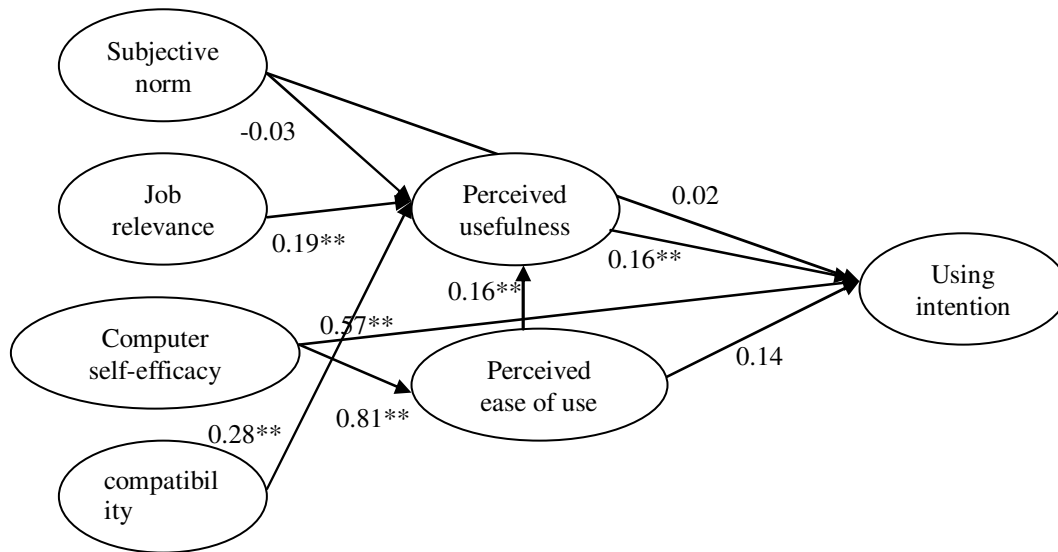 Subjective
norm
-0.03
Job
relevance
0.19**
Perceived
usefulness
0.02
0.16**
0.16**
Using
intention
Computer
self-efficacy
0.57**
Perceived
ease of use
0.14
0.81**
0.28**
compatibil
ity